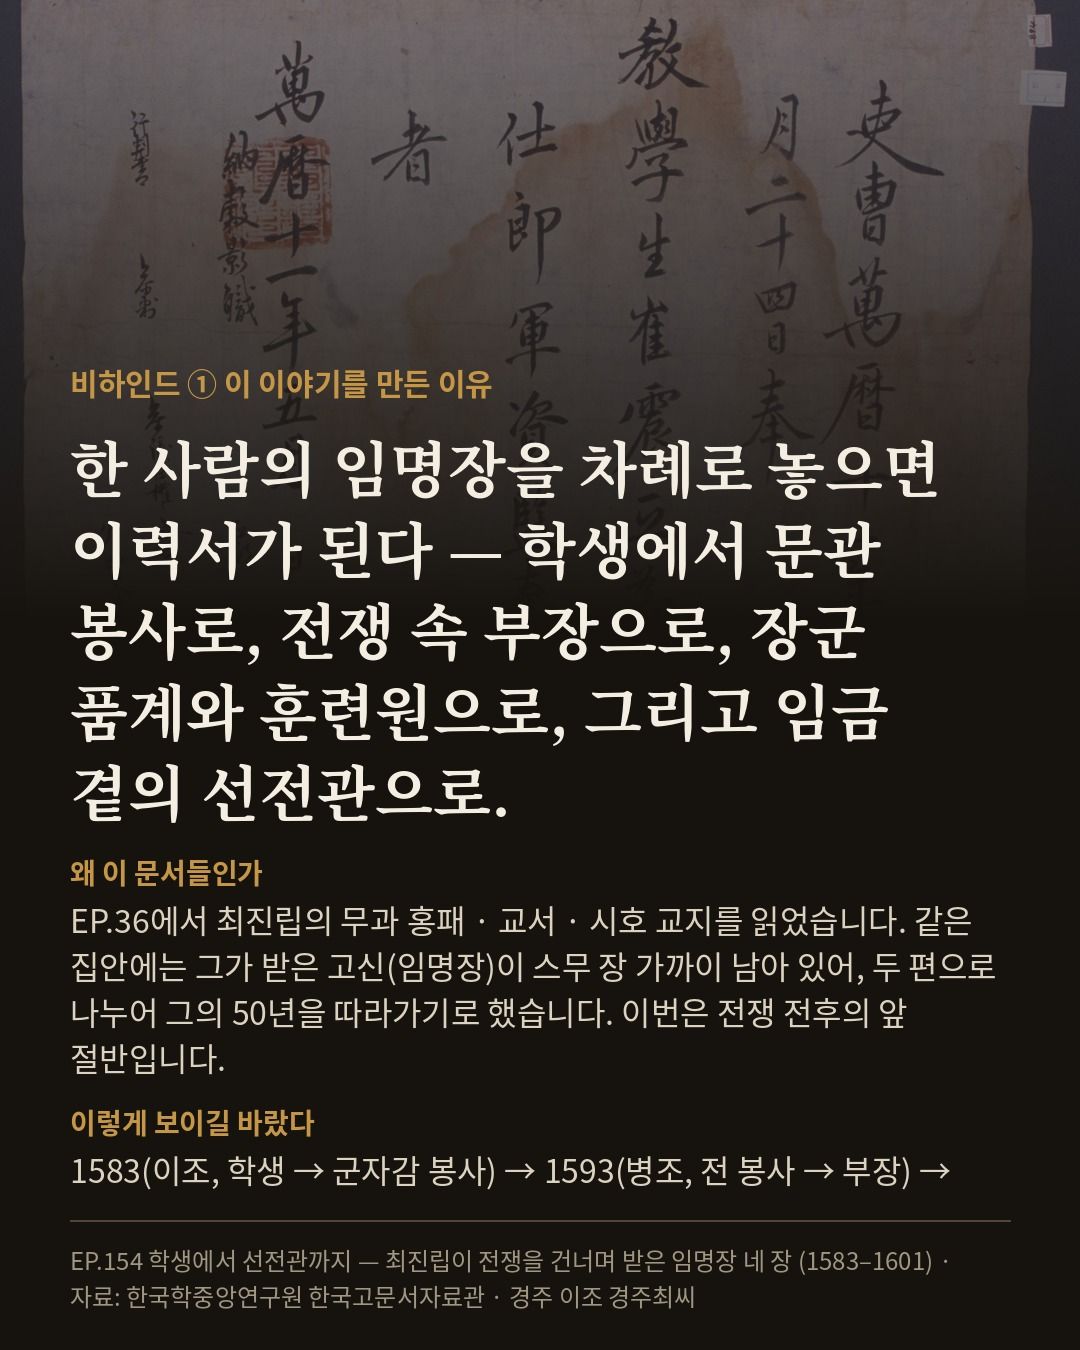 吏曹萬曆十
月二十四日奉
敎學生崔震立
仕郎軍資監奉
者
萬曆十一年五月
納粟影職
비하인드 ① 이 이야기를 만든 이유
한 사람의 임명장을 차례로 놓으면
이력서가 된다 — 학생에서 문관
봉사로, 전쟁 속 부장으로, 장군
품계와 훈련원으로, 그리고 임금
곁의 선전관으로.
왜 이 문서들인가
EP.36에서 최진립의 무과 홍패 · 교서 · 시호 교지를 읽었습니다. 같은
집안에는 그가 받은 고신(임명장)이 스무 장 가까이 남아 있어, 두 편으로
나누어 그의 50년을 따라가기로 했습니다. 이번은 전쟁 전후의 앞
절반입니다.
이렇게 보이길 바랐다
1583(이조, 학생 → 군자감 봉사) → 1593(병조, 전 봉사 → 부장) →
EP.154 학생에서 선전관까지 — 최진립이 전쟁을 건너며 받은 임명장 네 장 (1583–1601) ·
자료: 한국학중앙연구원 한국고문서자료관 · 경주 이조 경주최씨